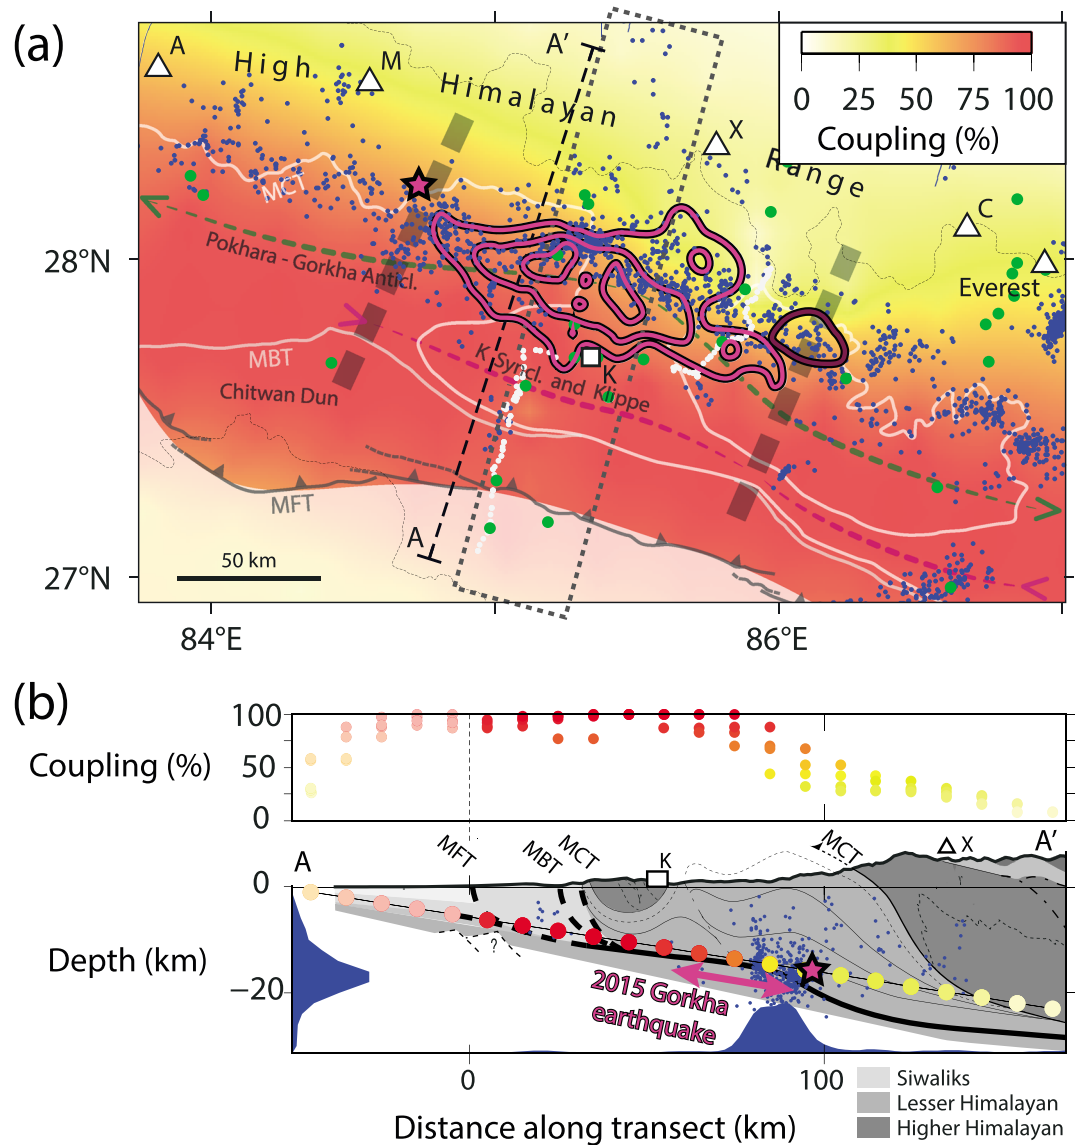 (a)
A
M
High
Himalayan
Range
A'
X
C
Everest
0 25 50 75 100
Coupling (%)
MCT
Pokhara - Gorkha Anticl.
MBT
Chitwan Dun
K
K Syncl. and Klippe
MFT
A
50 km
28°N
27°N
84°E
86°E
(b)
Coupling (%)
100
50
0
A
MFT
MBT
MCT
K
MCT
X
A'
Depth (km)
0
−20
?
2015 Gorkha
earthquake
0
100
Distance along transect (km)
Siwaliks
Lesser Himalayan
Higher Himalayan